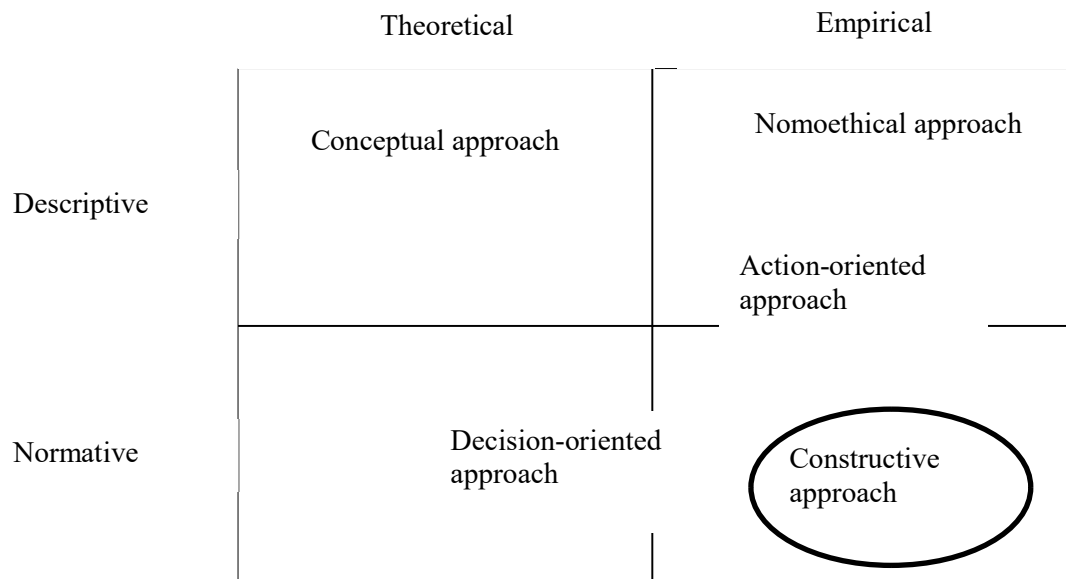 Theoretical
Empirical
Conceptual approach
Nomoethical approach
Descriptive
Action-oriented
approach
Normative
Decision-oriented
approach
Constructive
approach